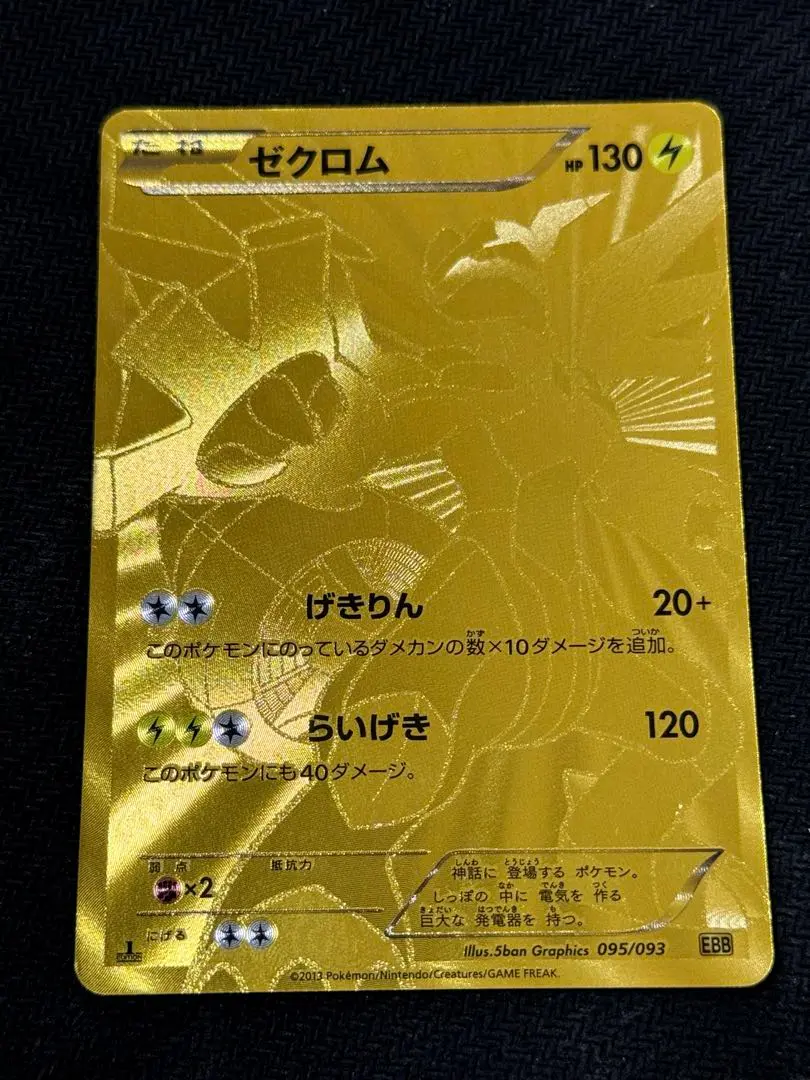 たね ゼクロム HP 130
げきりん 20+
このポケモンにのっているダメカンの数×10ダメージを追加。
らいげき 120
このポケモンにも40ダメージ。
弱点 抵抗力
×2
にげる
神話に 登場する ポケモン。
しっぽの 中に 電気を 作る
巨大な 発電器を 持つ。
1 EDITION
Illus.5ban Graphics 095/093 EBB
©2013 Pokémon/Nintendo/Creatures/GAME FREAK.